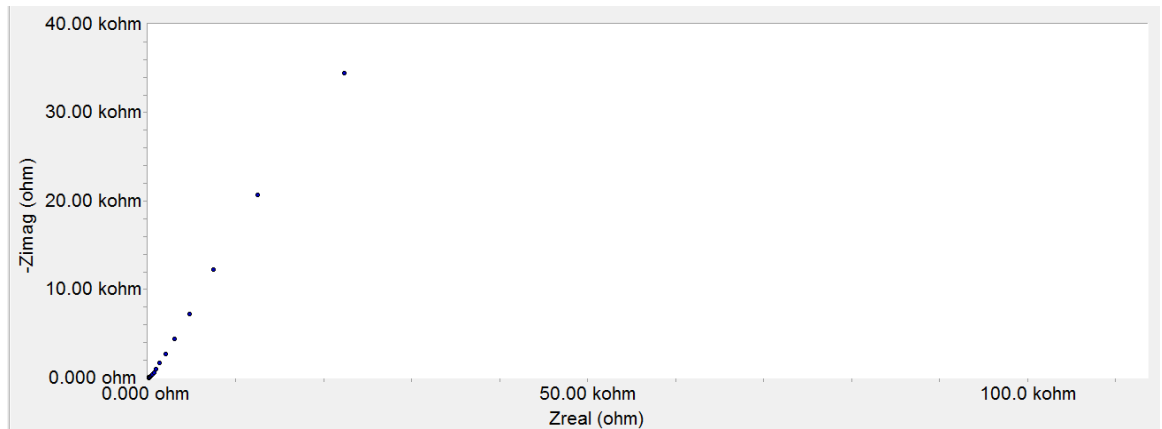 40.00 kohm
30.00 kohm
20.00 kohm
10.00 kohm
0.000 ohm
-Zimag (ohm)
0.000 ohm
50.00 kohm
100.0 kohm
Zreal (ohm)